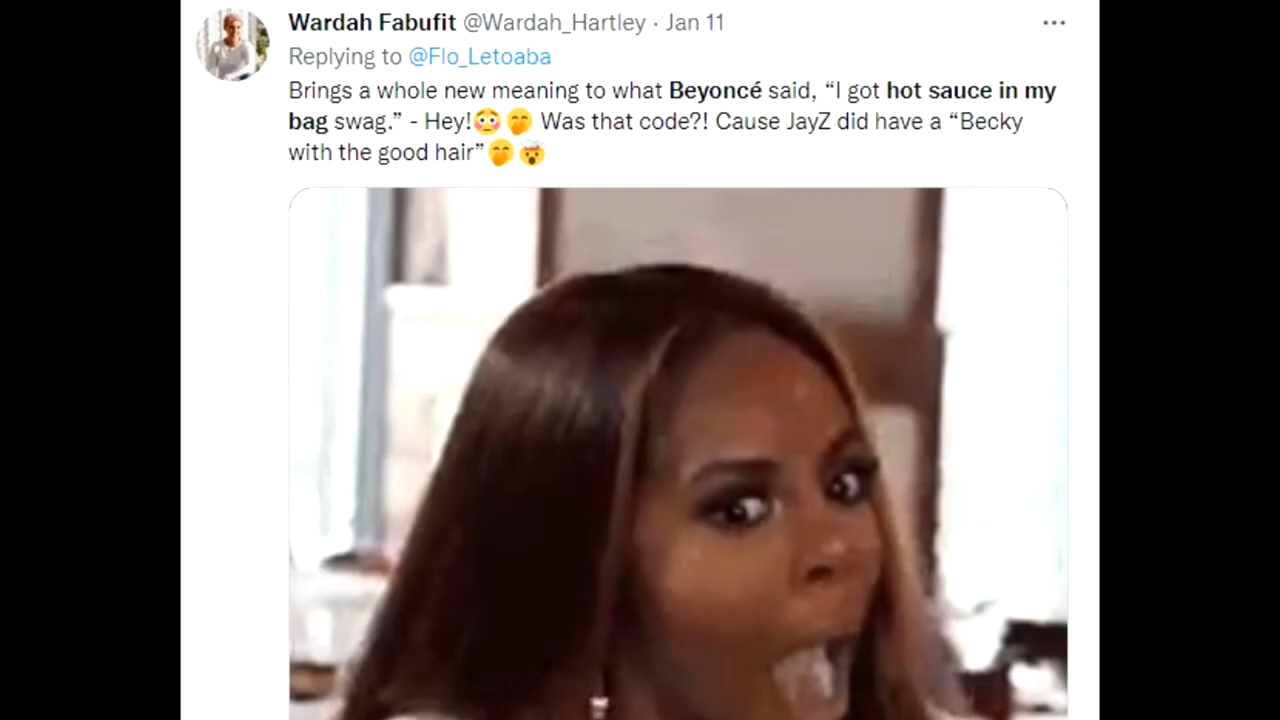 Wardah Fabufit @Wardah_Hartley · Jan 11
Replying to @Flo_Letoaba
Brings a whole new meaning to what Beyoncé said, “I got hot sauce in my
bag swag.” - Hey!😳🤭 Was that code?! Cause JayZ did have a “Becky
with the good hair”🤭🤯